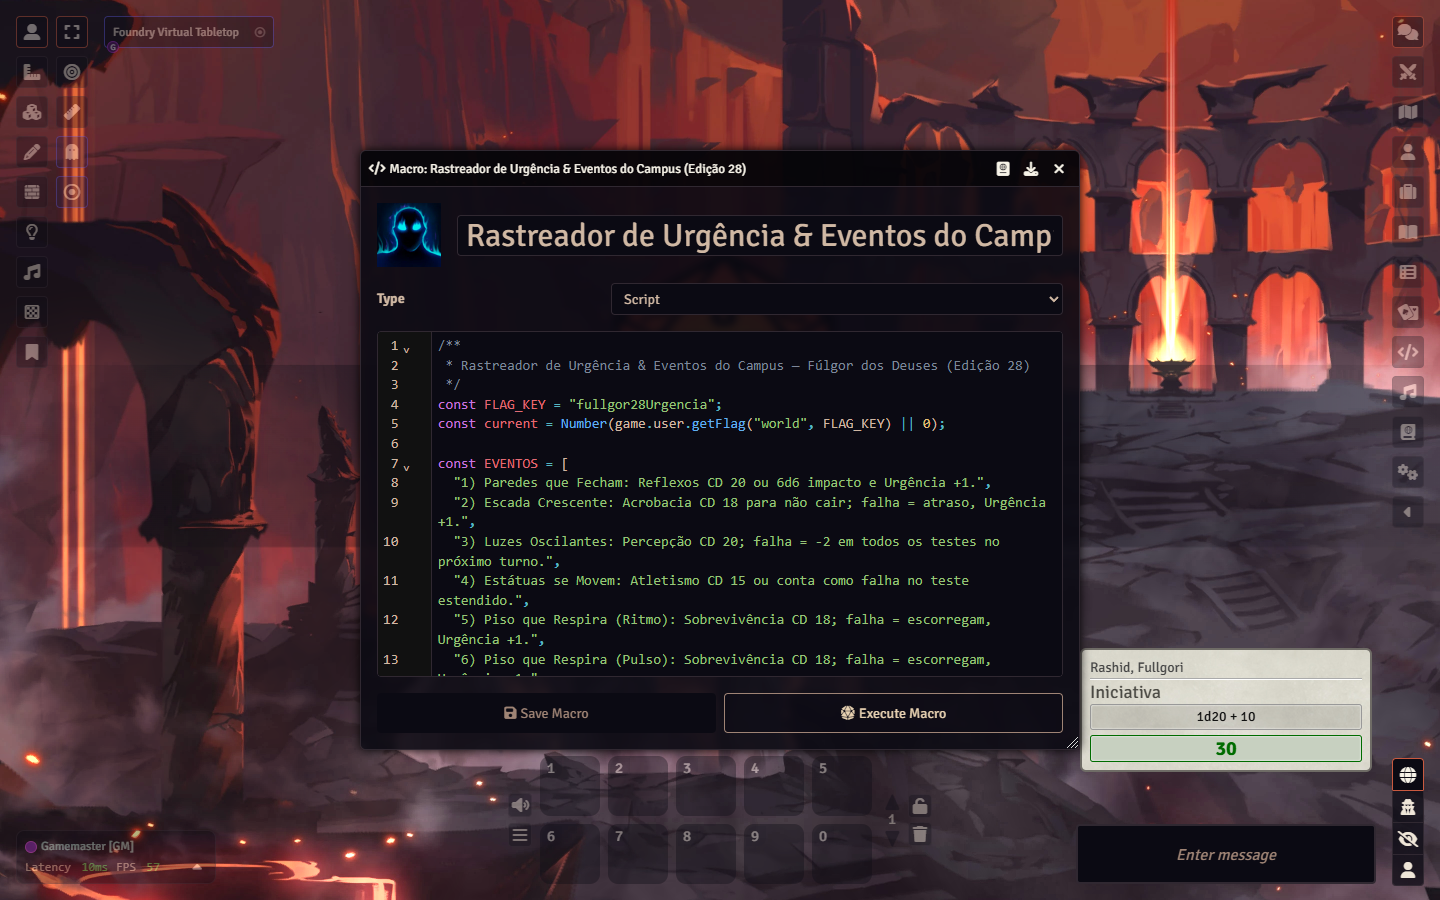 Foundry Virtual Tabletop
G
</> Macro: Rastreador de Urgência & Eventos do Campus (Edição 28)
Rastreador de Urgência & Eventos do Camp
Type
Script
1 /**
2 * Rastreador de Urgência & Eventos do Campus — Fúlgor dos Deuses (Edição 28)
3 */
4 const FLAG_KEY = "fullgor28Urgencia";
5 const current = Number(game.user.getFlag("world", FLAG_KEY) || 0);
6
7 const EVENTOS = [
8 "1) Paredes que Fecham: Reflexos CD 20 ou 6d6 impacto e Urgência +1.",
9 "2) Escada Crescente: Acrobacia CD 18 para não cair; falha = atraso, Urgência
+1.",
10 "3) Luzes Oscilantes: Percepção CD 20; falha = -2 em todos os testes no
próximo turno.",
11 "4) Estátuas se Movem: Atletismo CD 15 ou conta como falha no teste
estendido.",
12 "5) Piso que Respira (Ritmo): Sobrevivência CD 18; falha = escorregam,
Urgência +1.",
13 "6) Piso que Respira (Pulso): Sobrevivência CD 18; falha = escorregam,
Save Macro
Execute Macro
Rashid, Fullgori
Iniciativa
1d20 + 10
30
1 2 3 4 5
1
6 7 8 9 0
Gamemaster [GM]
Latency 10ms FPS 57
Enter message